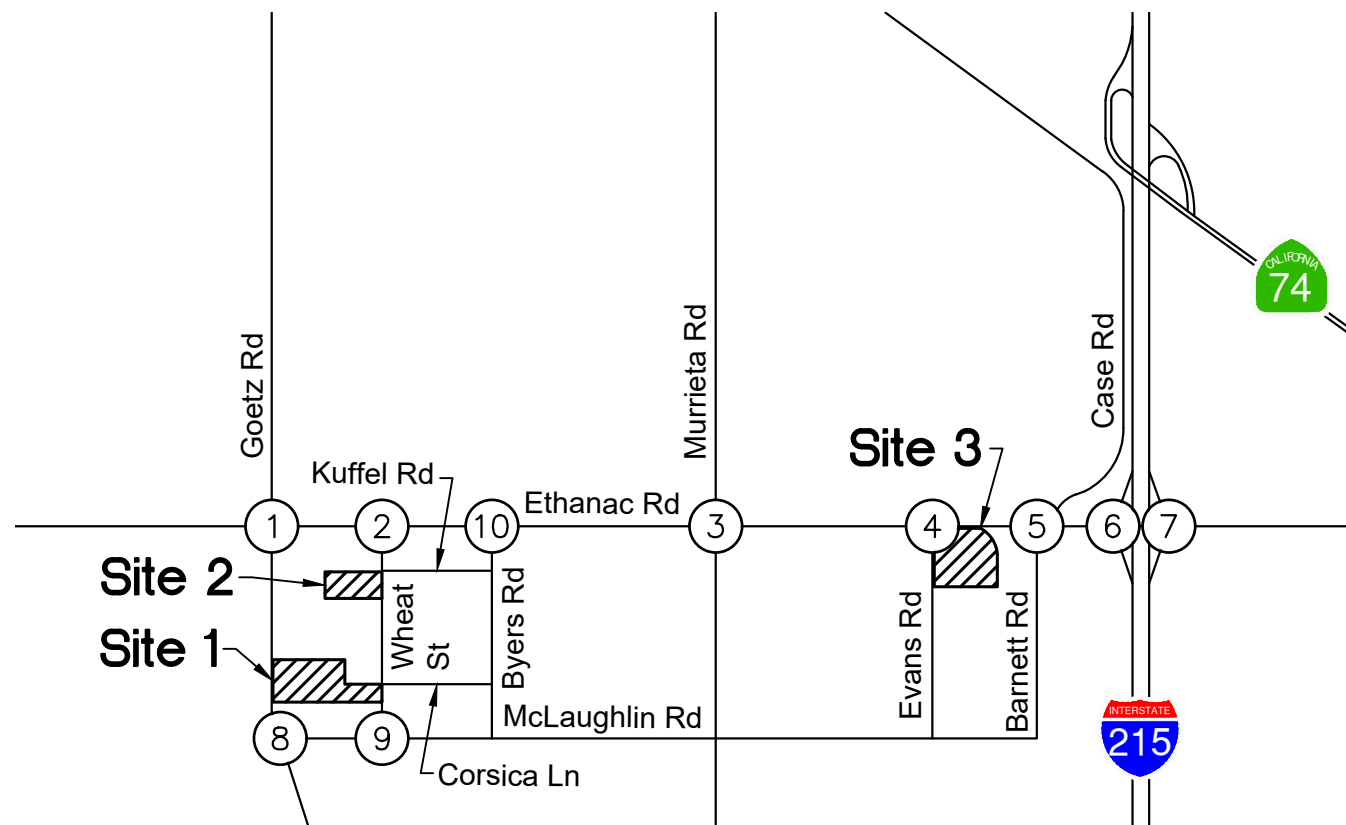 CALIFORNIA
74
Goetz Rd
Murrieta Rd
Case Rd
Site 3
Kuffel Rd
Ethanac Rd
1
2
10
3
4
5
6
7
Site 2
Wheat
St
Byers Rd
Evans Rd
Barnett Rd
Site 1
McLaughlin Rd
8
9
Corsica Ln
INTERSTATE
215